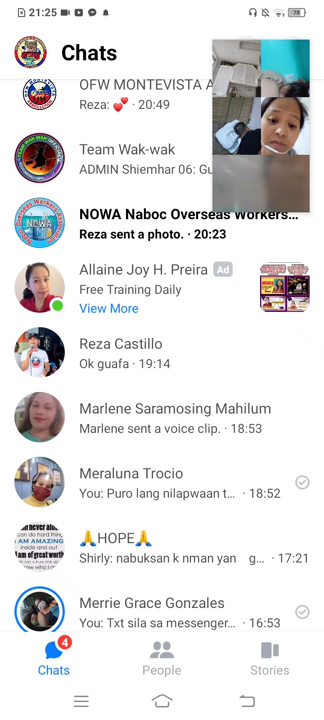 21:25
78
Chats
OFW MONTEVISTA A
Reza: 💕 · 20:49
Team Wak-wak
ADMIN Shiemhar 06: Gu
NOWA Naboc Overseas Workers...
Reza sent a photo. · 20:23
Allaine Joy H. Preira Ad
Free Training Daily
View More
Reza Castillo
Ok guafa · 19:14
Marlene Saramosing Mahilum
Marlene sent a voice clip. · 18:53
Meraluna Trocio
You: Puro lang nilapwaan t... · 18:52
🙏HOPE🙏
Shirly: nabuksan k nman yan g... · 17:21
Merrie Grace Gonzales
You: Txt sila sa messenger... · 16:53
4
Chats
People
Stories
NOWA
I AM AMAZING